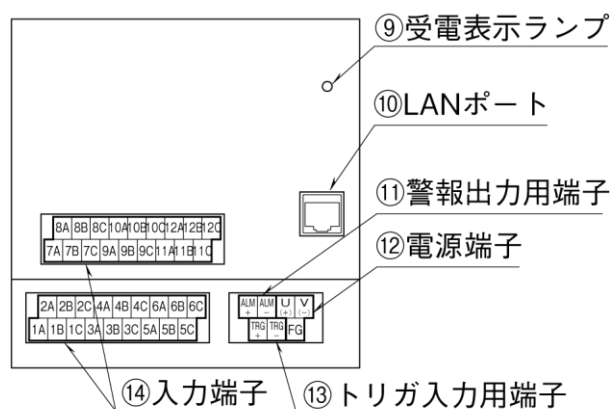 ⑨受電表示ランプ
⑩LANポート
⑪警報出力用端子
8A 8B 8C 10A 10B 10C 12A 12B 12C
7A 7B 7C 9A 9B 9C 11A 11B 11C
⑫電源端子
2A 2B 2C 4A 4B 4C 6A 6B 6C
1A 1B 1C 3A 3B 3C 5A 5B 5C
ALM + ALM − U (+) V (−)
TRG + TRG − FG
⑭入力端子
⑬トリガ入力用端子